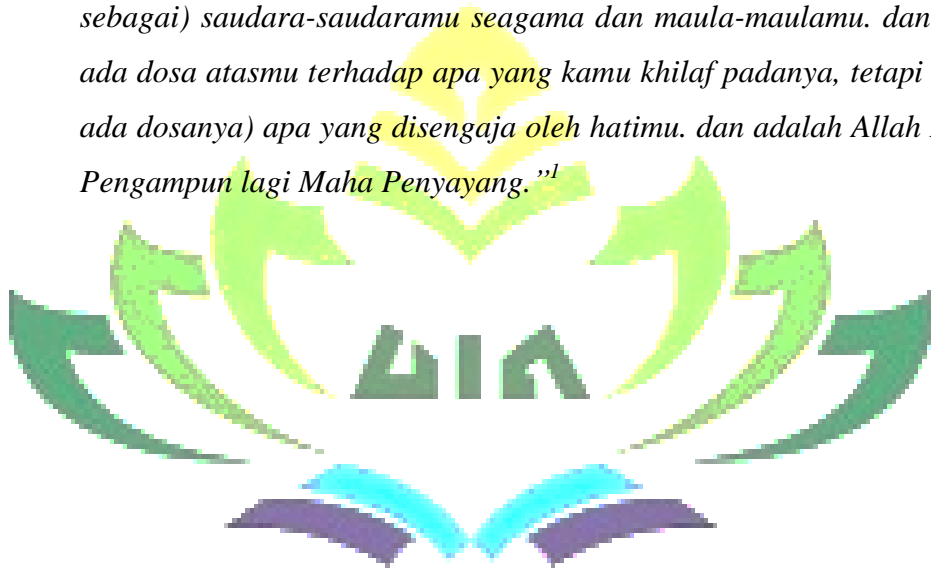 sebagai) saudara-saudaramu seagama dan maula-maulamu. dan
ada dosa atasmu terhadap apa yang kamu khilaf padanya, tetapi
ada dosanya) apa yang disengaja oleh hatimu. dan adalah Allah
Pengampun lagi Maha Penyayang.”1
UIN